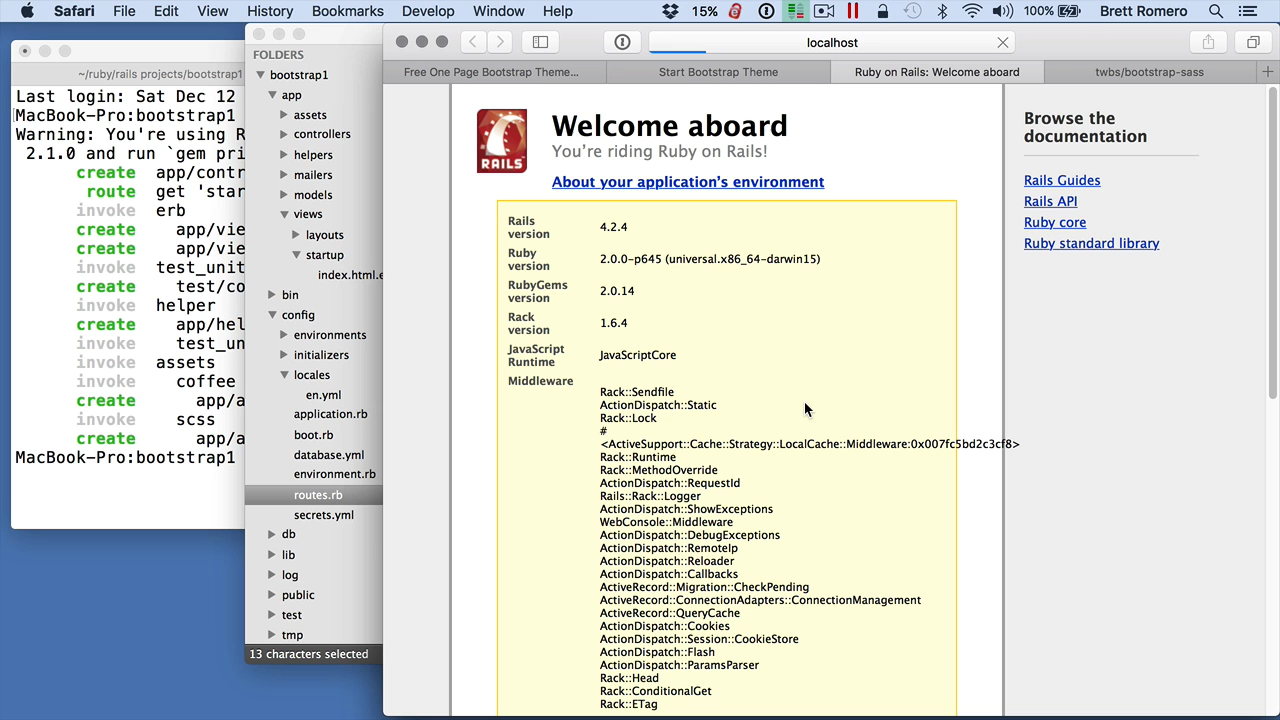 Safari File Edit View History Bookmarks Develop Window Help 15% 100% Brett Romero
~/ruby/rails projects/bootstrap1
Last login: Sat Dec 12
MacBook-Pro:bootstrap1
Warning: You're using R
2.1.0 and run `gem pri
create app/contr
route get 'star
invoke erb
create app/vie
create app/vie
invoke test_unit
create test/co
invoke helper
create app/hel
invoke test_un
invoke assets
invoke coffee
create app/a
invoke scss
create app/a
MacBook-Pro:bootstrap1
FOLDERS
bootstrap1
app
assets
controllers
helpers
mailers
models
views
layouts
startup
index.html.e
bin
config
environments
initializers
locales
en.yml
application.rb
boot.rb
database.yml
environment.rb
routes.rb
secrets.yml
db
lib
log
public
test
tmp
13 characters selected
localhost
Free One Page Bootstrap Theme... Start Bootstrap Theme Ruby on Rails: Welcome aboard twbs/bootstrap-sass
RAILS
Welcome aboard
You're riding Ruby on Rails!
About your application's environment
Rails version 4.2.4
Ruby version 2.0.0-p645 (universal.x86_64-darwin15)
RubyGems version 2.0.14
Rack version 1.6.4
JavaScript Runtime JavaScriptCore
Middleware
Rack::Sendfile
ActionDispatch::Static
Rack::Lock
#
<ActiveSupport::Cache::Strategy::LocalCache::Middleware:0x007fc5bd2c3cf8>
Rack::Runtime
Rack::MethodOverride
ActionDispatch::RequestId
Rails::Rack::Logger
ActionDispatch::ShowExceptions
WebConsole::Middleware
ActionDispatch::DebugExceptions
ActionDispatch::RemoteIp
ActionDispatch::Reloader
ActionDispatch::Callbacks
ActiveRecord::Migration::CheckPending
ActiveRecord::ConnectionAdapters::ConnectionManagement
ActiveRecord::QueryCache
ActionDispatch::Cookies
ActionDispatch::Session::CookieStore
ActionDispatch::Flash
ActionDispatch::ParamsParser
Rack::Head
Rack::ConditionalGet
Rack::ETag
Browse the
documentation
Rails Guides
Rails API
Ruby core
Ruby standard library